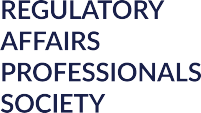 REGULATORY
AFFAIRS
PROFESSIONALS
SOCIETY